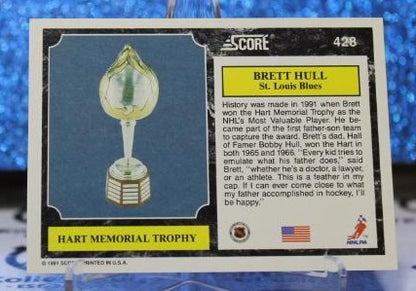 SCORE
428
BRETT HULL
St. Louis Blues
History was made in 1991 when Brett
won the Hart Memorial Trophy as the
NHL's Most Valuable Player. He be-
came part of the first father-son team
to capture the award. Brett's dad, Hall
of Famer Bobby Hull, won the Hart in
both 1965 and 1966. "Every kid tries to
emulate what his father does," said
Brett, "whether he's a doctor, a lawyer,
or an athlete. This is a feather in my
cap. If I can ever come close to what
my father accomplished in hockey, I'll
be happy."
HART MEMORIAL TROPHY
NHLPA
© 1991 SCORE PRINTED IN U.S.A.